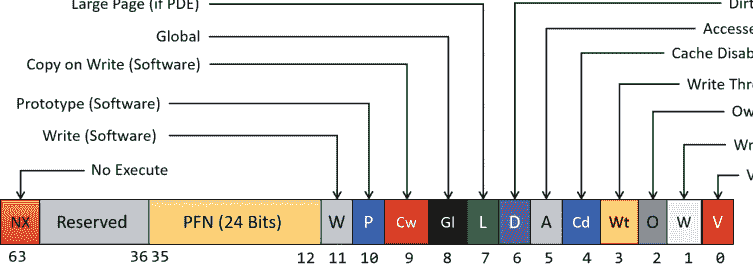 Large Page (if PDE)
Dirt
Global
Accesse
Copy on Write (Software)
Cache Disab
Prototype (Software)
Write Thro
Write (Software)
Ow
Wr
No Execute
V
NX Reserved PFN (24 Bits) W P Cw Gl L D A Cd Wt O W V
63 36 35 12 11 10 9 8 7 6 5 4 3 2 1 0